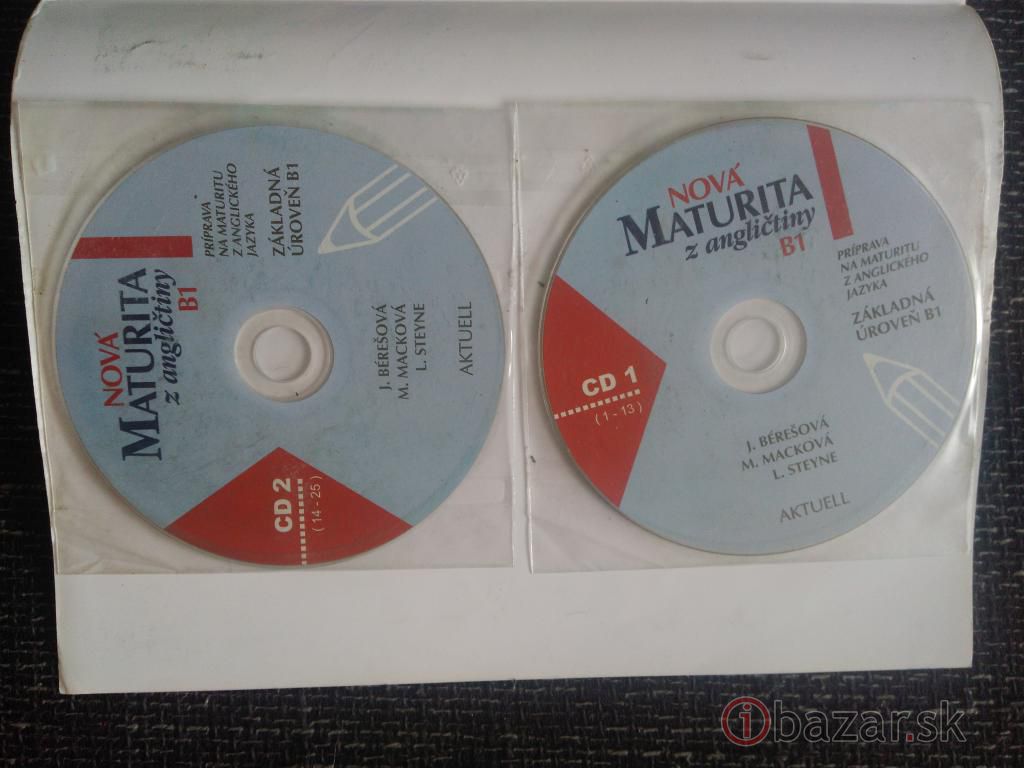 NOVÁ
MATURITA
z angličtiny
B1
PRÍPRAVA
NA MATURITU
Z ANGLICKÉHO
JAZYKA
ZÁKLADNÁ
ÚROVEŇ B1
J. BÉREŠOVÁ
M. MACKOVÁ
L. STEYNE
AKTUELL
CD 2
( 14 - 25 )
NOVÁ
MATURITA
z angličtiny
B1
PRÍPRAVA
NA MATURITU
Z ANGLICKÉHO
JAZYKA
ZÁKLADNÁ
ÚROVEŇ B1
CD 1
( 1 - 13 )
J. BÉREŠOVÁ
M. MACKOVÁ
L. STEYNE
AKTUELL
ibazar.sk